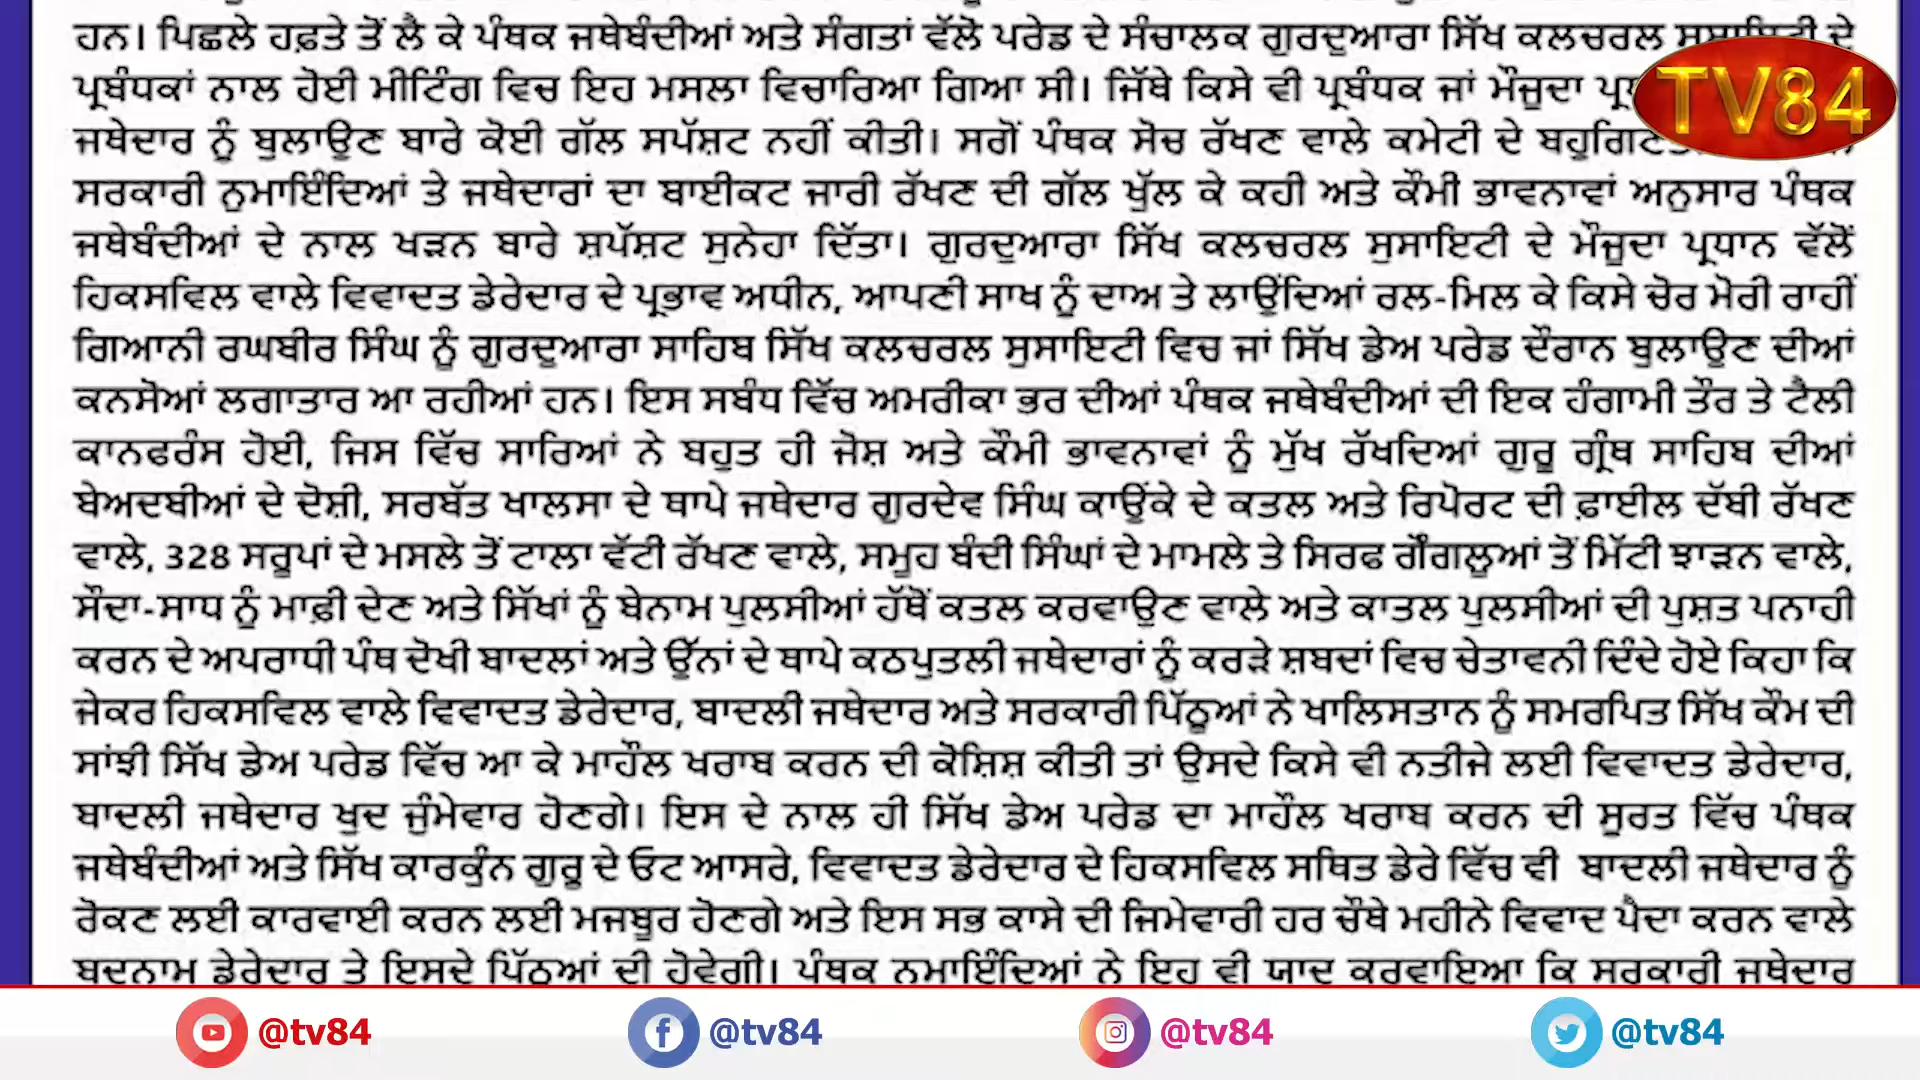 ਹਨ। ਪਿਛਲੇ ਹਫ਼ਤੇ ਤੋਂ ਲੈ ਕੇ ਪੰਥਕ ਜਥੇਬੰਦੀਆਂ ਅਤੇ ਸੰਗਤਾਂ ਵੱਲੋ ਪਰੇਡ ਦੇ ਸੰਚਾਲਕ ਗੁਰਦੁਆਰਾ ਸਿੱਖ ਕਲਚਰਲ ਸੁਸਾਇਟੀ ਦੇ
ਪ੍ਰਬੰਧਕਾਂ ਨਾਲ ਹੋਈ ਮੀਟਿੰਗ ਵਿਚ ਇਹ ਮਸਲਾ ਵਿਚਾਰਿਆ ਗਿਆ ਸੀ। ਜਿੱਥੇ ਕਿਸੇ ਵੀ ਪ੍ਰਬੰਧਕ ਜਾਂ ਮੌਜੂਦਾ
TV84
ਜਥੇਦਾਰ ਨੂੰ ਬੁਲਾਉਣ ਬਾਰੇ ਕੋਈ ਗੱਲ ਸਪੱਸ਼ਟ ਨਹੀਂ ਕੀਤੀ। ਸਗੋਂ ਪੰਥਕ ਸੋਚ ਰੱਖਣ ਵਾਲੇ ਕਮੇਟੀ ਦੇ
ਸਰਕਾਰੀ ਨੁਮਾਇੰਦਿਆਂ ਤੇ ਜਥੇਦਾਰਾਂ ਦਾ ਬਾਈਕਟ ਜਾਰੀ ਰੱਖਣ ਦੀ ਗੱਲ ਖੁੱਲ ਕੇ ਕਹੀ ਅਤੇ ਕੌਮੀ ਭਾਵਨਾਵਾਂ ਅਨੁਸਾਰ ਪੰਥਕ
ਜਥੇਬੰਦੀਆਂ ਦੇ ਨਾਲ ਖੜਨ ਬਾਰੇ ਸ਼ਪੱਸ਼ਟ ਸੁਨੇਹਾ ਦਿੱਤਾ। ਗੁਰਦੁਆਰਾ ਸਿੱਖ ਕਲਚਰਲ ਸੁਸਾਇਟੀ ਦੇ ਮੌਜੂਦਾ ਪ੍ਰਧਾਨ ਵੱਲੋਂ
ਹਿਕਸਵਿਲ ਵਾਲੇ ਵਿਵਾਦਤ ਡੇਰੇਦਾਰ ਦੇ ਪ੍ਰਭਾਵ ਅਧੀਨ, ਆਪਣੀ ਸਾਖ ਨੂੰ ਦਾਅ ਤੇ ਲਾਉਂਦਿਆਂ ਰਲ-ਮਿਲ ਕੇ ਕਿਸੇ ਚੋਰ ਮੋਰੀ ਰਾਹੀਂ
ਗਿਆਨੀ ਰਘਬੀਰ ਸਿੰਘ ਨੂੰ ਗੁਰਦੁਆਰਾ ਸਾਹਿਬ ਸਿੱਖ ਕਲਚਰਲ ਸੁਸਾਇਟੀ ਵਿਚ ਜਾਂ ਸਿੱਖ ਡੇਅ ਪਰੇਡ ਦੌਰਾਨ ਬੁਲਾਉਣ ਦੀਆਂ
ਕਨਸੋਆਂ ਲਗਾਤਾਰ ਆ ਰਹੀਆਂ ਹਨ। ਇਸ ਸਬੰਧ ਵਿੱਚ ਅਮਰੀਕਾ ਭਰ ਦੀਆਂ ਪੰਥਕ ਜਥੇਬੰਦੀਆਂ ਦੀ ਇਕ ਹੰਗਾਮੀ ਤੌਰ ਤੇ ਟੈਲੀ
ਕਾਨਫਰੰਸ ਹੋਈ, ਜਿਸ ਵਿੱਚ ਸਾਰਿਆਂ ਨੇ ਬਹੁਤ ਹੀ ਜੋਸ਼ ਅਤੇ ਕੌਮੀ ਭਾਵਨਾਵਾਂ ਨੂੰ ਮੁੱਖ ਰੱਖਦਿਆਂ ਗੁਰੂ ਗ੍ਰੰਥ ਸਾਹਿਬ ਦੀਆਂ
ਬੇਅਦਬੀਆਂ ਦੇ ਦੋਸ਼ੀ, ਸਰਬੱਤ ਖਾਲਸਾ ਦੇ ਥਾਪੇ ਜਥੇਦਾਰ ਗੁਰਦੇਵ ਸਿੰਘ ਕਾਉਂਕੇ ਦੇ ਕਤਲ ਅਤੇ ਰਿਪੋਰਟ ਦੀ ਫ਼ਾਈਲ ਦੱਬੀ ਰੱਖਣ
ਵਾਲੇ, 328 ਸਰੂਪਾਂ ਦੇ ਮਸਲੇ ਤੋਂ ਟਾਲਾ ਵੱਟੀ ਰੱਖਣ ਵਾਲੇ, ਸਮੂਹ ਬੰਦੀ ਸਿੰਘਾਂ ਦੇ ਮਾਮਲੇ ਤੇ ਸਿਰਫ ਗੌਂਗਲੂਆਂ ਤੋਂ ਮਿੱਟੀ ਝਾੜਨ ਵਾਲੇ,
ਸੌਦਾ-ਸਾਧ ਨੂੰ ਮਾਫ਼ੀ ਦੇਣ ਅਤੇ ਸਿੱਖਾਂ ਨੂੰ ਬੇਨਾਮ ਪੁਲਸੀਆਂ ਹੱਥੋਂ ਕਤਲ ਕਰਵਾਉਣ ਵਾਲੇ ਅਤੇ ਕਾਤਲ ਪੁਲਸੀਆਂ ਦੀ ਪੁਸ਼ਤ ਪਨਾਹੀ
ਕਰਨ ਦੇ ਅਪਰਾਧੀ ਪੰਥ ਦੋਖੀ ਬਾਦਲਾਂ ਅਤੇ ਉੱਨਾਂ ਦੇ ਥਾਪੇ ਕਠਪੁਤਲੀ ਜਥੇਦਾਰਾਂ ਨੂੰ ਕਰੜੇ ਸ਼ਬਦਾਂ ਵਿਚ ਚੇਤਾਵਨੀ ਦਿੰਦੇ ਹੋਏ ਕਿਹਾ ਕਿ
ਜੇਕਰ ਹਿਕਸਵਿਲ ਵਾਲੇ ਵਿਵਾਦਤ ਡੇਰੇਦਾਰ, ਬਾਦਲੀ ਜਥੇਦਾਰ ਅਤੇ ਸਰਕਾਰੀ ਪਿੱਠੂਆਂ ਨੇ ਖਾਲਿਸਤਾਨ ਨੂੰ ਸਮਰਪਿਤ ਸਿੱਖ ਕੌਮ ਦੀ
ਸਾਂਝੀ ਸਿੱਖ ਡੇਅ ਪਰੇਡ ਵਿੱਚ ਆ ਕੇ ਮਾਹੌਲ ਖਰਾਬ ਕਰਨ ਦੀ ਕੋਸ਼ਿਸ਼ ਕੀਤੀ ਤਾਂ ਉਸਦੇ ਕਿਸੇ ਵੀ ਨਤੀਜੇ ਲਈ ਵਿਵਾਦਤ ਡੇਰੇਦਾਰ,
ਬਾਦਲੀ ਜਥੇਦਾਰ ਖੁਦ ਜੁੰਮੇਵਾਰ ਹੋਣਗੇ। ਇਸ ਦੇ ਨਾਲ ਹੀ ਸਿੱਖ ਡੇਅ ਪਰੇਡ ਦਾ ਮਾਹੌਲ ਖਰਾਬ ਕਰਨ ਦੀ ਸੂਰਤ ਵਿੱਚ ਪੰਥਕ
ਜਥੇਬੰਦੀਆਂ ਅਤੇ ਸਿੱਖ ਕਾਰਕੁੰਨ ਗੁਰੂ ਦੇ ਓਟ ਆਸਰੇ, ਵਿਵਾਦਤ ਡੇਰੇਦਾਰ ਦੇ ਹਿਕਸਵਿਲ ਸਥਿਤ ਡੇਰੇ ਵਿੱਚ ਵੀ ਬਾਦਲੀ ਜਥੇਦਾਰ ਨੂੰ
ਰੋਕਣ ਲਈ ਕਾਰਵਾਈ ਕਰਨ ਲਈ ਮਜਬੂਰ ਹੋਣਗੇ ਅਤੇ ਇਸ ਸਭ ਕਾਸੇ ਦੀ ਜਿਮੇਵਾਰੀ ਹਰ ਚੌਥੇ ਮਹੀਨੇ ਵਿਵਾਦ ਪੈਦਾ ਕਰਨ ਵਾਲੇ
ਬਦਨਾਮ ਡੇਰੇਦਾਰ ਤੇ ਇਸਦੇ ਪਿੱਠੂਆਂ ਦੀ ਹੋਵੇਗੀ। ਪੰਥਕ ਨੁਮਾਇੰਦਿਆਂ ਨੇ ਇਹ ਵੀ ਯਾਦ ਕਰਵਾਇਆ ਕਿ ਸਰਕਾਰੀ ਜਥੇਦਾਰ
@tv84 @tv84 @tv84 @tv84